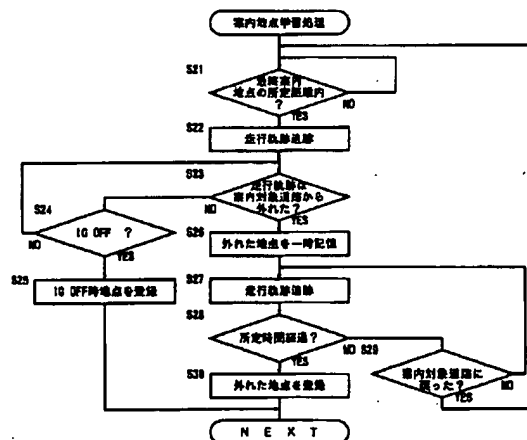 案内地点学習処理
S21
最終案内
地点の所定距離内
?
NO
YES
S22
走行軌跡追跡
S23
走行軌跡は
案内対象道路から
外れた?
NO
YES
S24
IG OFF ?
NO
YES
S25
IG OFF時地点を登録
S26
外れた地点を一時記憶
S27
走行軌跡追跡
S28
所定時間経過?
NO
YES
S29
案内対象道路に
戻った?
YES
S30
外れた地点を登録
NEXT